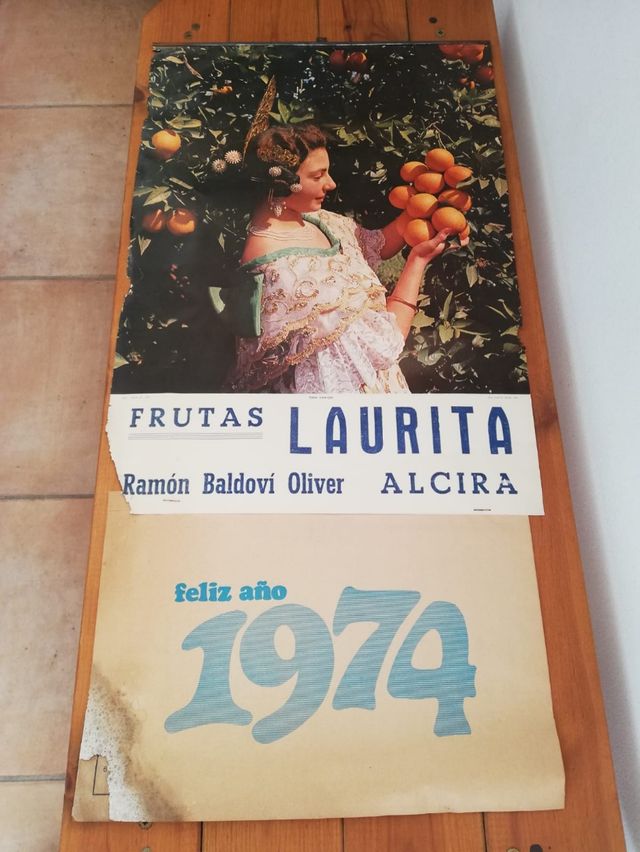 FRUTAS LAURITA
Ramón Baldoví Oliver ALCIRA
feliz año
1974